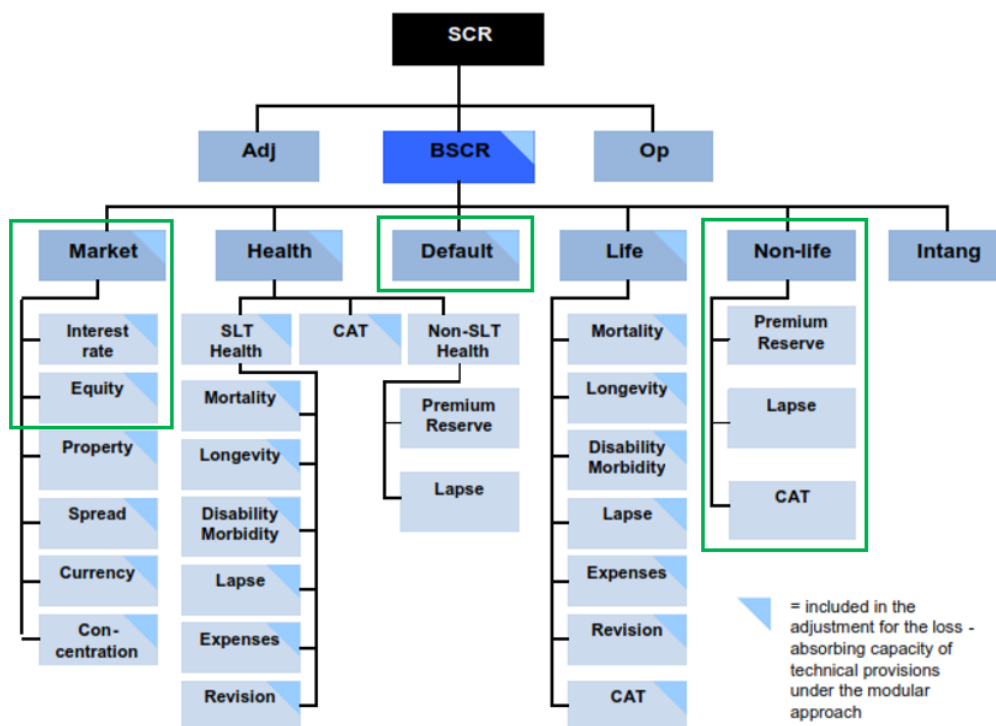 SCR
Adj
BSCR
Op
Market
Health
Default
Life
Non-life
Intang
Interest
rate
Equity
Property
Spread
Currency
Con-
centration
SLT
Health
CAT
Non-SLT
Health
Mortality
Longevity
Disability
Morbidity
Lapse
Expenses
Revision
Premium
Reserve
Lapse
Mortality
Longevity
Disability
Morbidity
Lapse
Expenses
Revision
CAT
Premium
Reserve
Lapse
CAT
= included in the
adjustment for the loss -
absorbing capacity of
technical provisions
under the modular
approach